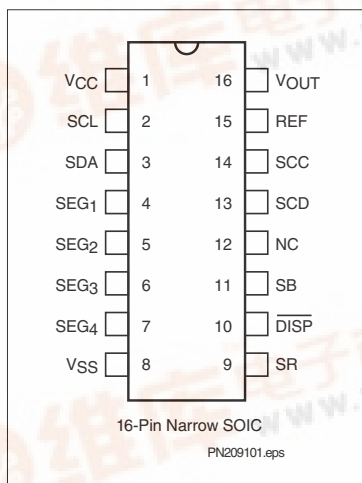 VCC 1 16 VOUT
SCL 2 15 REF
SDA 3 14 SCC
SEG1 4 13 SCD
SEG2 5 12 NC
SEG3 6 11 SB
SEG4 7 10 DISP
VSS 8 9 SR
16-Pin Narrow SOIC
PN209101.eps